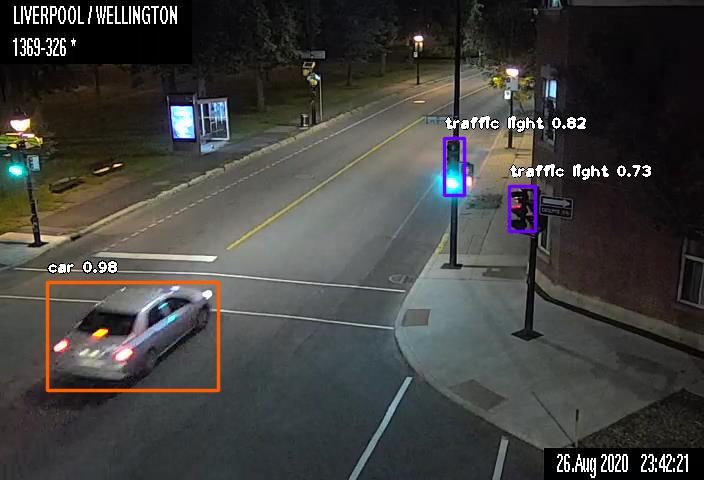 LIVERPOOL / WELLINGTON
1369-326 *
traffic light 0.82
traffic light 0.73
car 0.98
26.Aug 2020 23:42:21